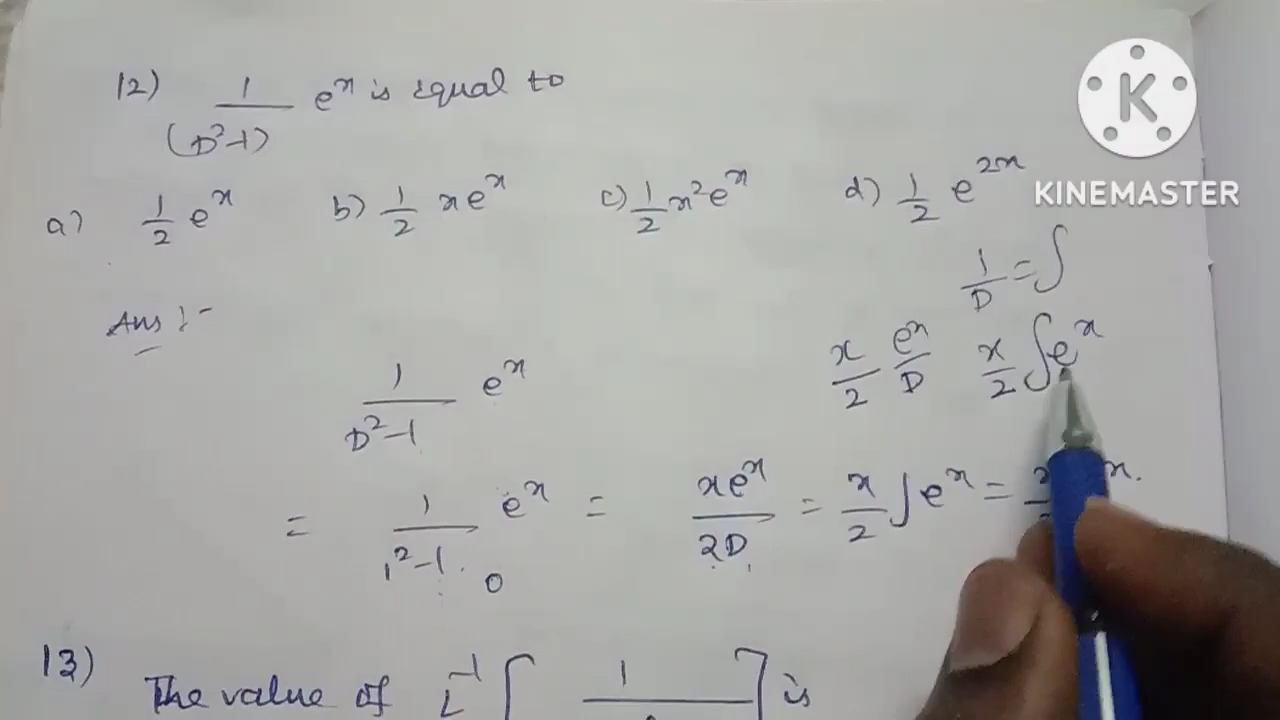 12) 1/(D²-1) eˣ is equal to
a) 1/2 eˣ b) 1/2 xeˣ c) 1/2 x²eˣ d) 1/2 e²ˣ
KINEMASTER
1/D = ∫
Ans :-
x/2 eˣ/D x/2 ∫eˣ
1/(D²-1) eˣ
= 1/(1²-1) eˣ = xeˣ/2D = x/2 ∫eˣ =
0
13) The value of L⁻¹ [ 1 ] is